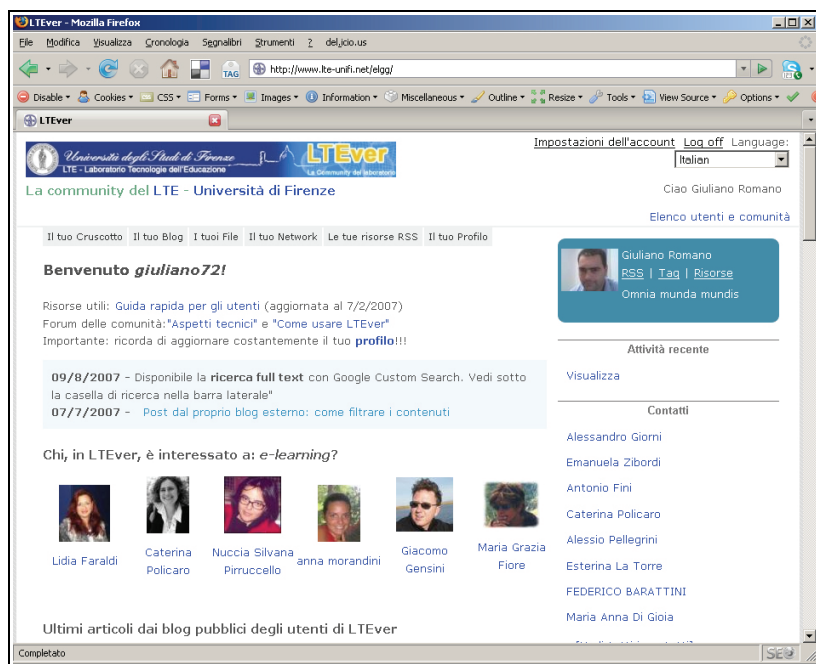 LTEver - Mozilla Firefox
File Modifica Visualizza Cronologia Segnalibri Strumenti ? del.icio.us
TAG http://www.lte-unifi.net/elgg/
Disable Cookies CSS Forms Images Information Miscellaneous Outline Resize Tools View Source Options
LTEver
Impostazioni dell'account Log off Language:
Italian
Università degli Studi di Firenze
LTE - Laboratorio Tecnologie dell'Educazione
LTEver
La Community del laboratorio
La community del LTE - Università di Firenze
Ciao Giuliano Romano
Elenco utenti e comunità
Il tuo Cruscotto Il tuo Blog I tuoi File Il tuo Network Le tue risorse RSS Il tuo Profilo
Benvenuto giuliano72!
Risorse utili: Guida rapida per gli utenti (aggiornata al 7/2/2007)
Forum delle comunità:"Aspetti tecnici" e "Come usare LTEver"
Importante: ricorda di aggiornare costantemente il tuo profilo!!!
09/8/2007 - Disponibile la ricerca full text con Google Custom Search. Vedi sotto
la casella di ricerca nella barra laterale"
07/7/2007 - Post dal proprio blog esterno: come filtrare i contenuti
Chi, in LTEver, è interessato a: e-learning?
Lidia Faraldi
Caterina
Policaro
Nuccia Silvana
Pirruccello
anna morandini
Giacomo
Gensini
Maria Grazia
Fiore
Ultimi articoli dai blog pubblici degli utenti di LTEver
Giuliano Romano
RSS | Tag | Risorse
Omnia munda mundis
Attività recente
Visualizza
Contatti
Alessandro Giorni
Emanuela Zibordi
Antonio Fini
Caterina Policaro
Alessio Pellegrini
Esterina La Torre
FEDERICO BARATTINI
Maria Anna Di Gioia
Completato
SEO